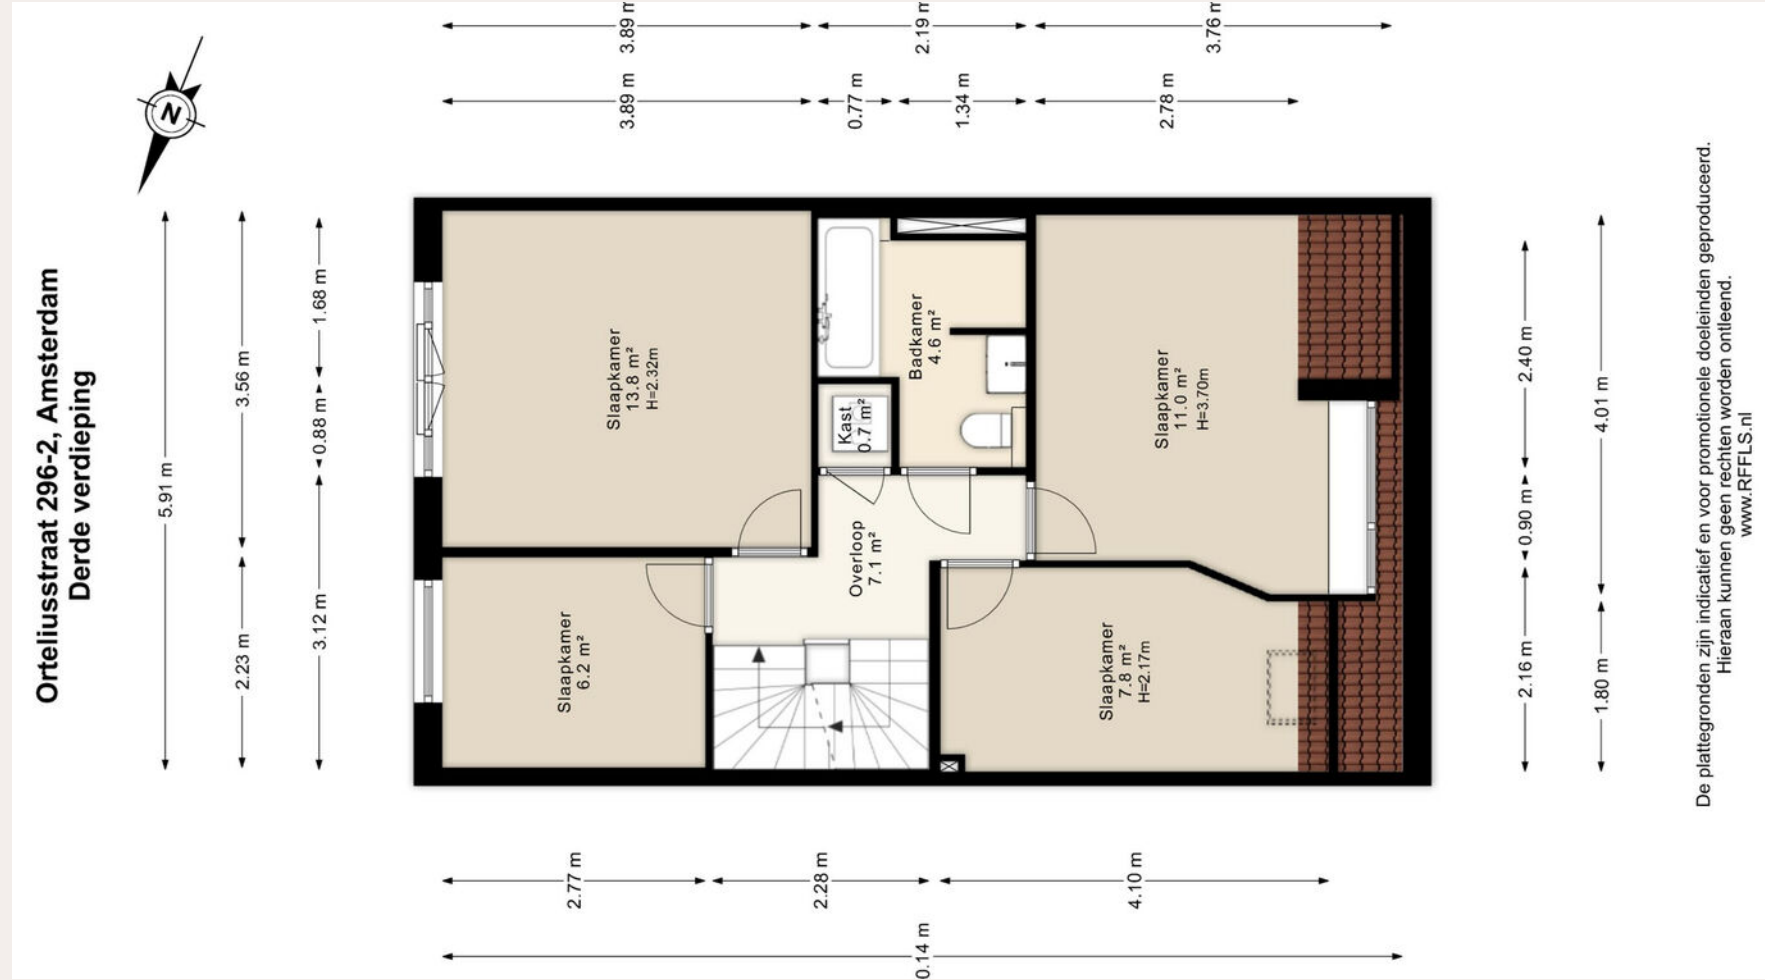 Orteliusstraat 296-2, Amsterdam
Derde verdieping
N
3.89 m
2.19 m
3.76 m
3.89 m
0.77 m
1.34 m
2.78 m
5.91 m
3.56 m
2.23 m
1.68 m
0.88 m
3.12 m
Slaapkamer
13.8 m²
H=2.32m
Badkamer
4.6 m²
Kast
0.7 m²
Slaapkamer
11.0 m²
H=3.70m
Overloop
7.1 m²
Slaapkamer
6.2 m²
Slaapkamer
7.8 m²
H=2.17m
2.40 m
0.90 m
2.16 m
4.01 m
1.80 m
2.77 m
2.28 m
4.10 m
0.14 m
De plattegronden zijn indicatief en voor promotionele doeleinden geproduceerd.
Hieraan kunnen geen rechten worden ontleend.
www.RFFLS.nl